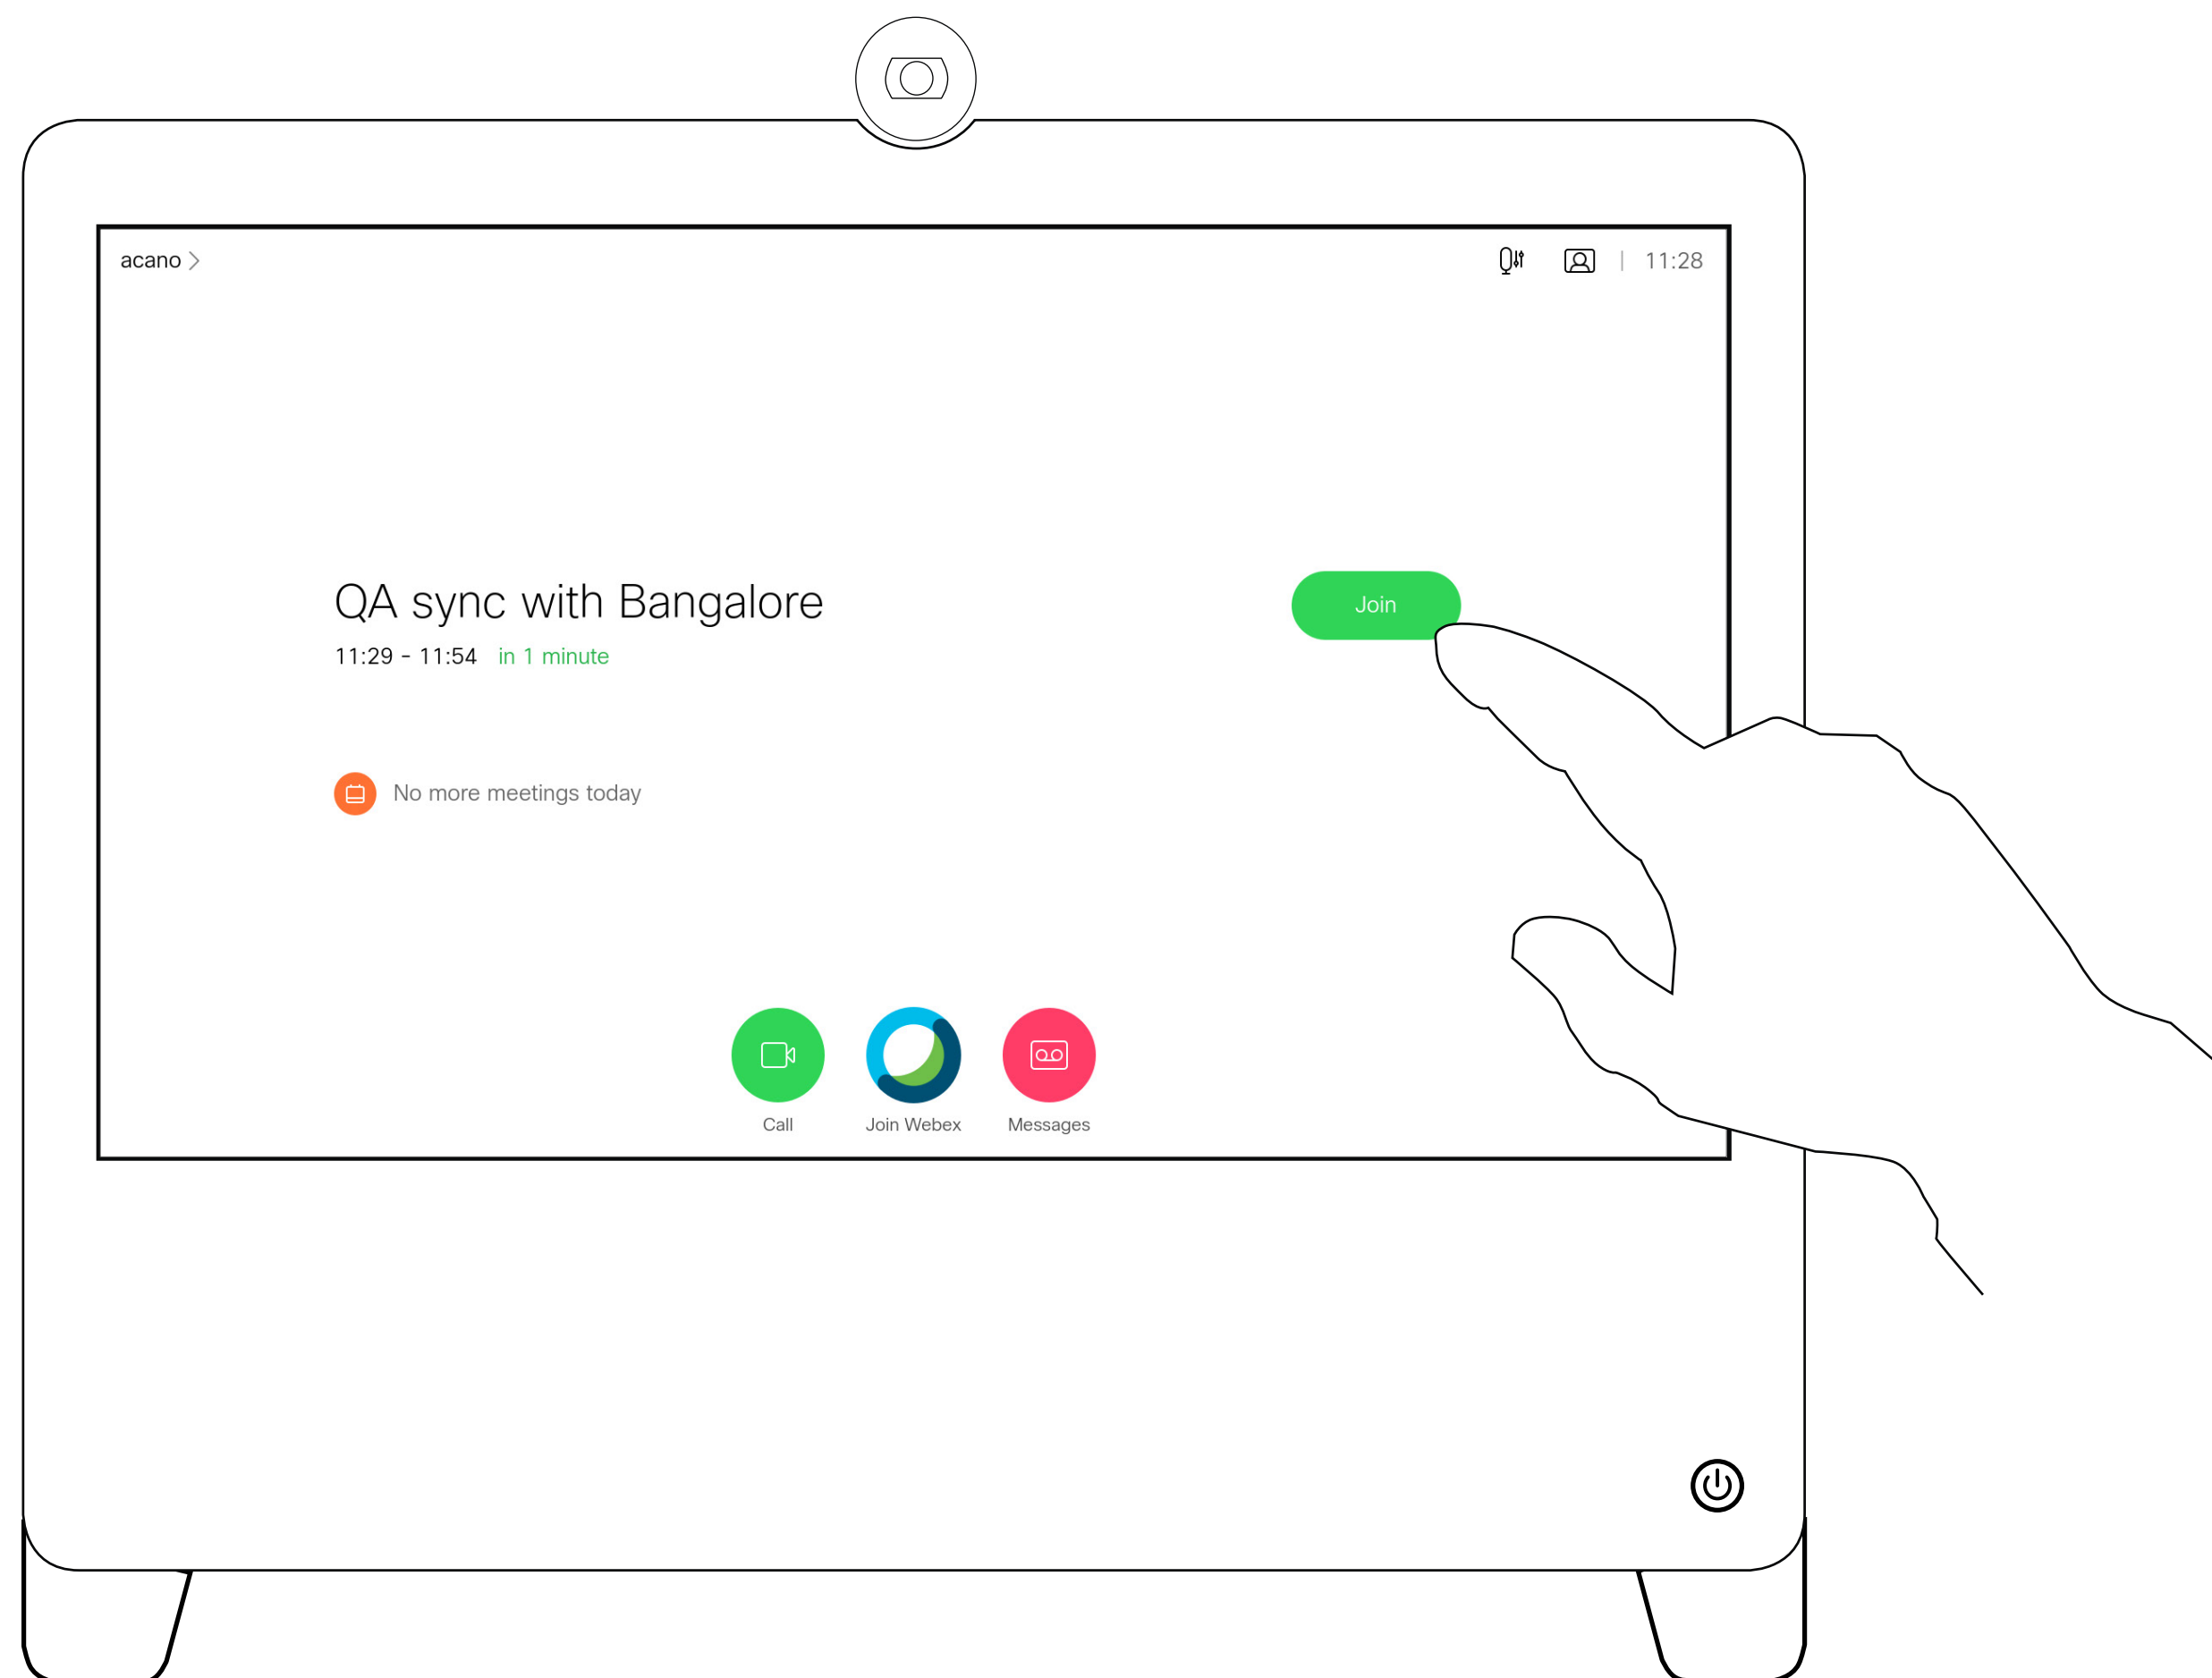 acano
11:28
QA sync with Bangalore
Join
11:29 - 11:54 in 1 minute
No more meetings today
Call
Join Webex
Messages